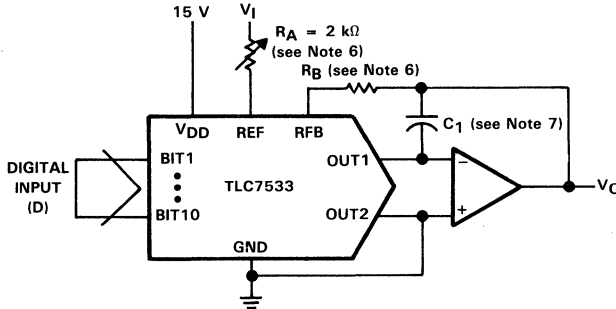 15 V
VI
RA = 2 kΩ
(see Note 6)
RB (see Note 6)
C1 (see Note 7)
VDD
REF
RFB
DIGITAL
INPUT
(D)
BIT1
BIT10
TLC7533
OUT1
OUT2
GND
−
+
VO